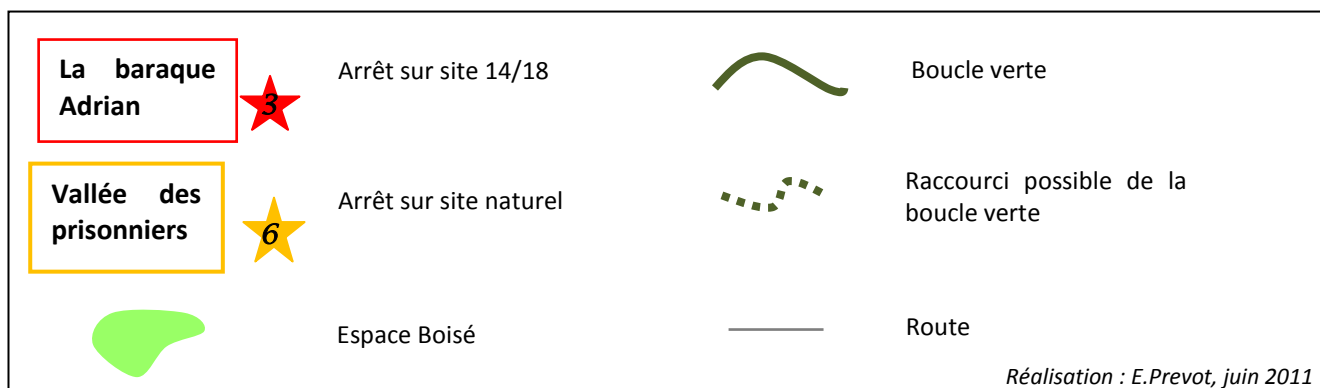 La baraque
Adrian
3
Arrêt sur site 14/18
Boucle verte
Vallée des
prisonniers
6
Arrêt sur site naturel
Raccourci possible de la
boucle verte
Espace Boisé
Route
Réalisation : E.Prevot, juin 2011